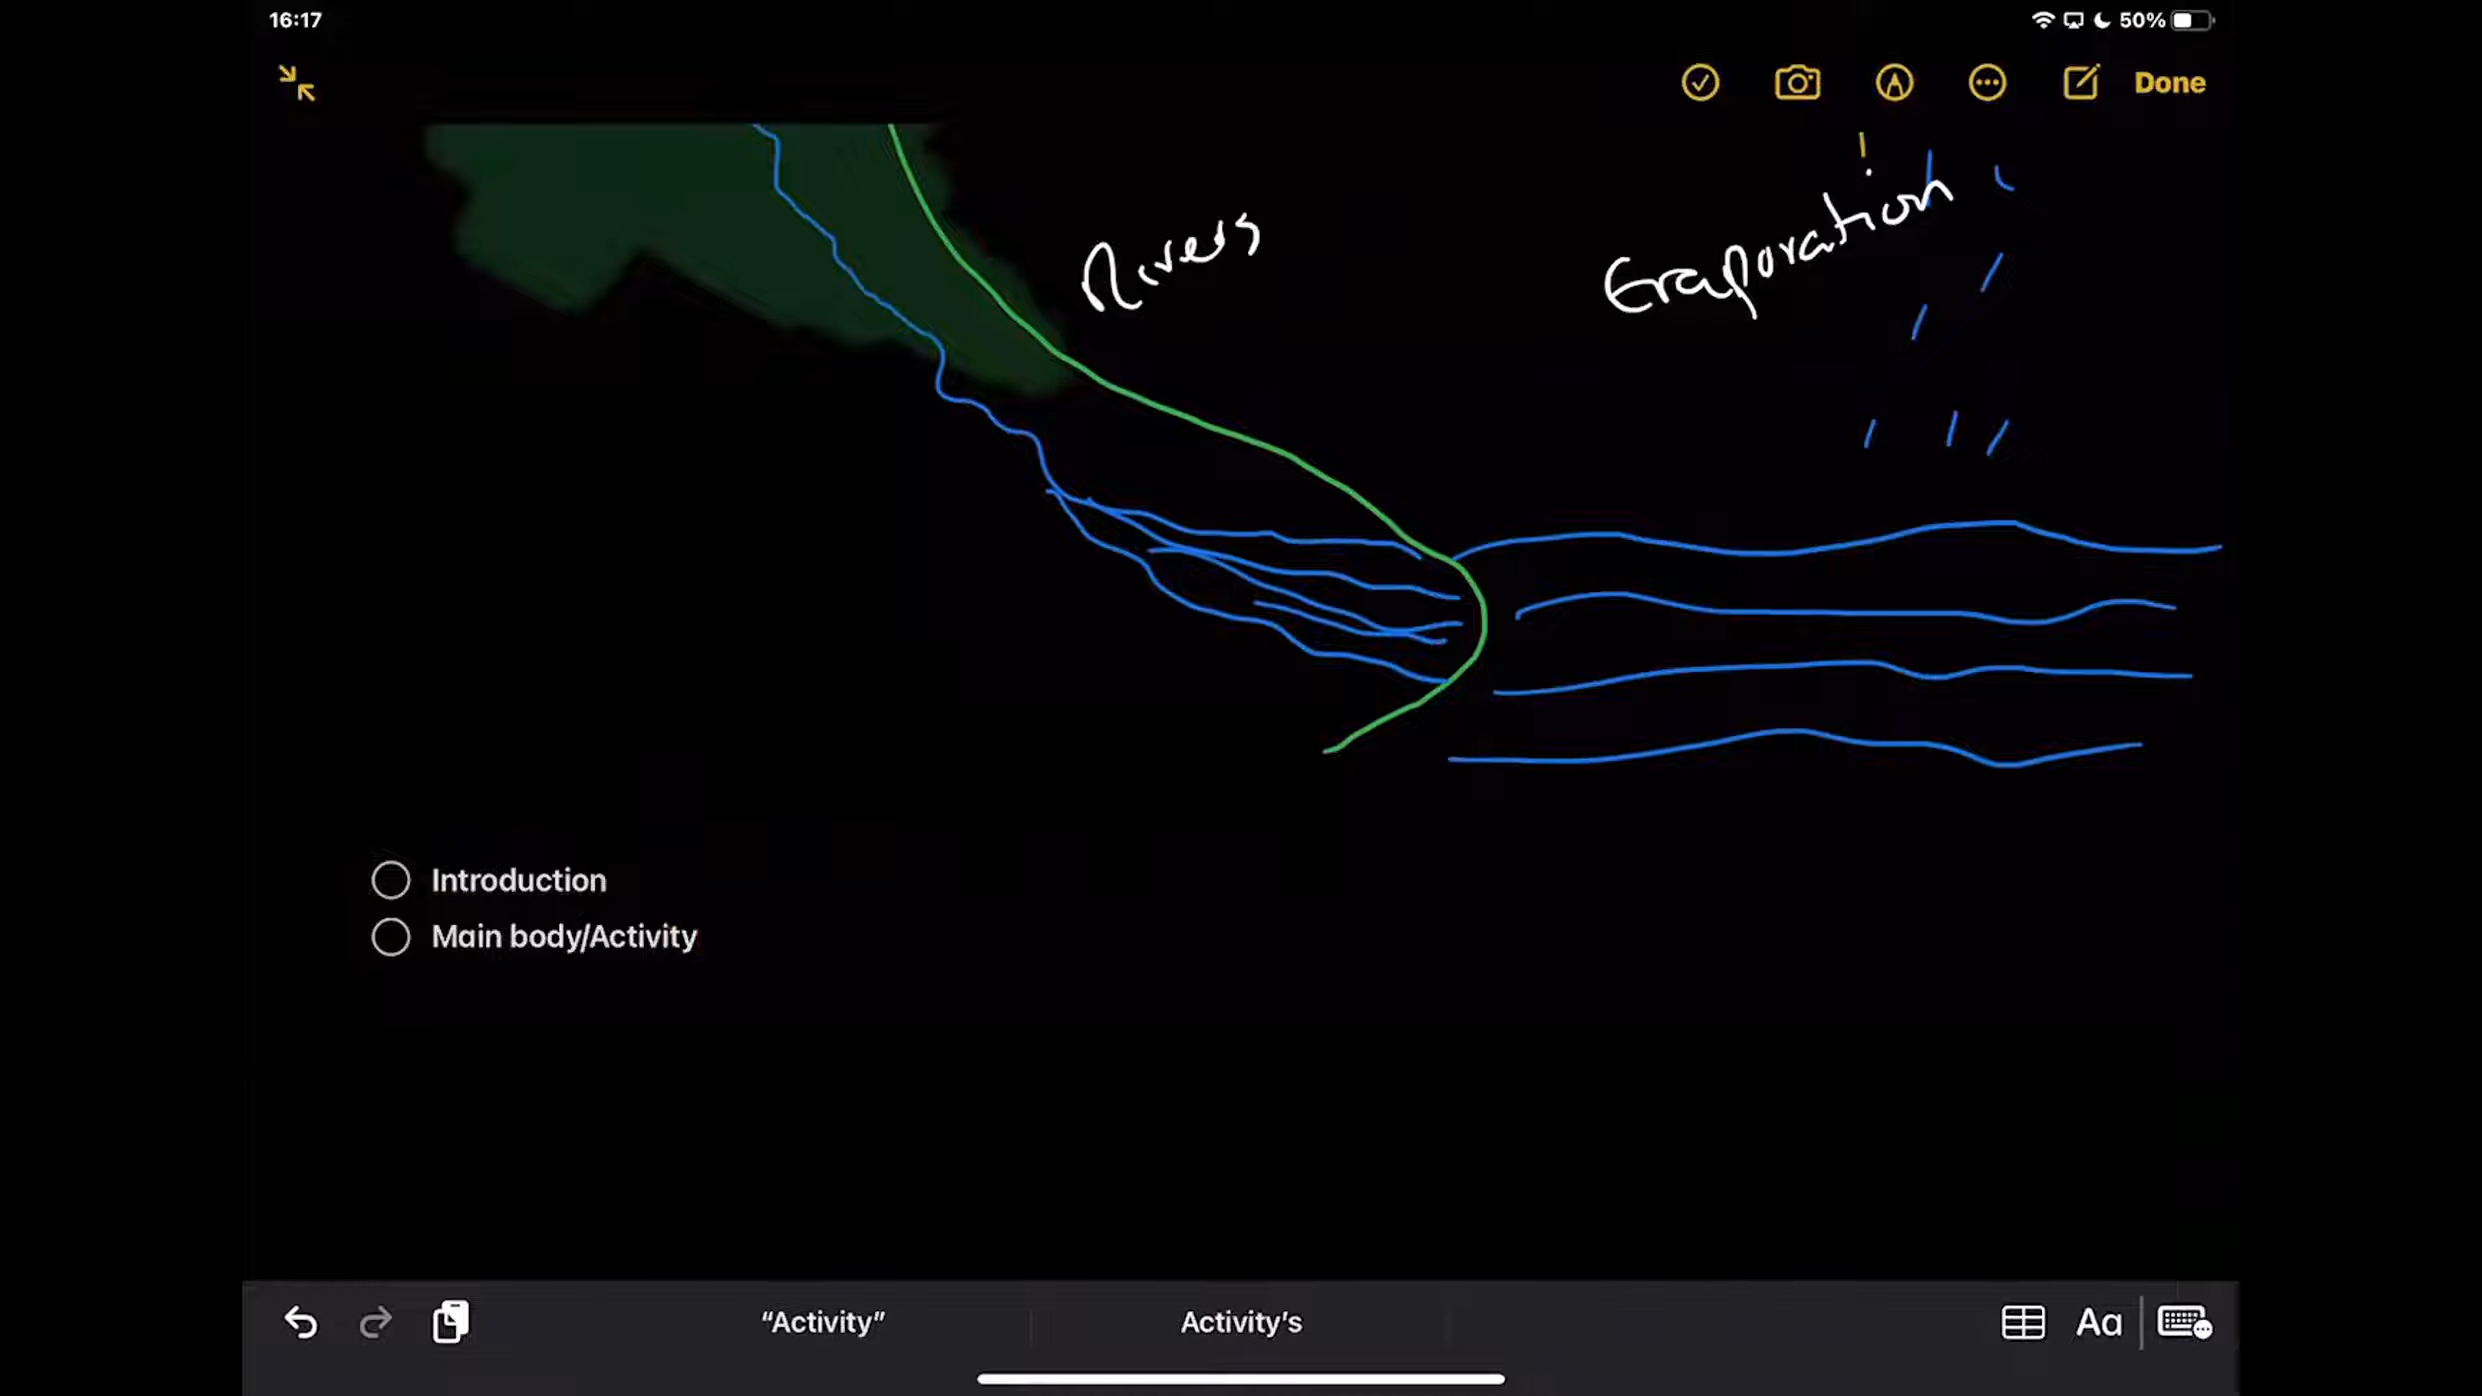 16:17
50%
Done
Rivers
Evaporation
Introduction
Main body/Activity
“Activity”
Activity's
Aa